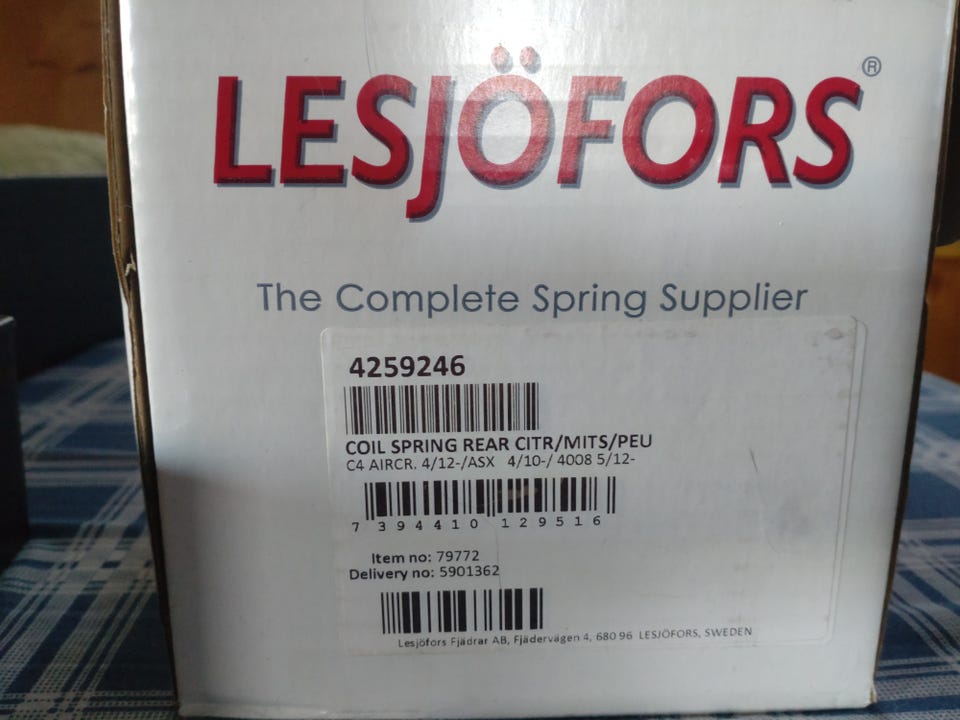 LESJÖFORS®
The Complete Spring Supplier
4259246
COIL SPRING REAR CITR/MITS/PEU
C4 AIRCR. 4/12-/ASX 4/10-/ 4008 5/12-
7 394410 129516
Item no: 79772
Delivery no: 5901362
Lesjöfors Fjädrar AB, Fjädervägen 4, 680 96 LESJÖFORS, SWEDEN